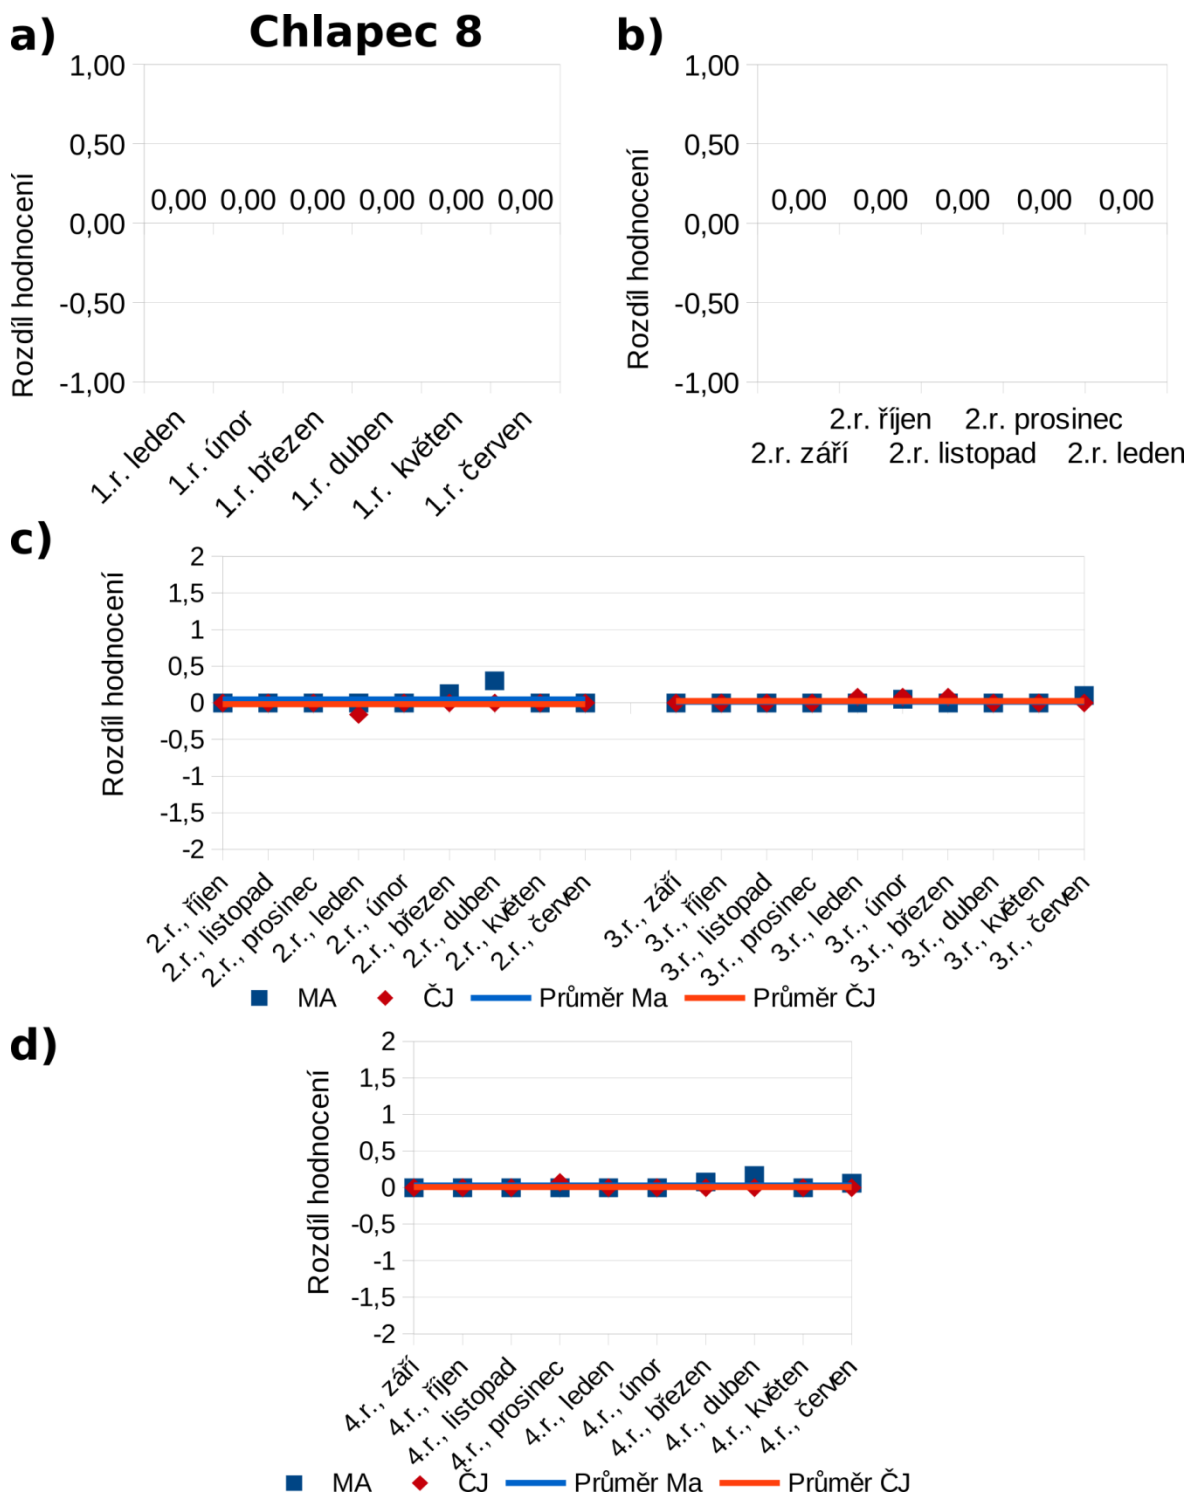 a) Chlapec 8
Rozdíl hodnocení
1,00
0,50
0,00
-0,50
-1,00
0,00 0,00 0,00 0,00 0,00 0,00
1.r. leden
1.r. únor
1.r. březen
1.r. duben
1.r. květen
1.r. červen
b)
Rozdíl hodnocení
1,00
0,50
0,00
-0,50
-1,00
0,00 0,00 0,00 0,00 0,00
2.r. říjen 2.r. prosinec
2.r. září 2.r. listopad 2.r. leden
c)
Rozdíl hodnocení
2
1,5
1
0,5
0
-0,5
-1
-1,5
-2
2.r., říjen
2.r., listopad
2.r., prosinec
2.r., leden
2.r., únor
2.r., březen
2.r., duben
2.r., květen
2.r., červen
3.r., září
3.r., říjen
3.r., listopad
3.r., prosinec
3.r., leden
3.r., únor
3.r., březen
3.r., duben
3.r., květen
3.r., červen
MA ČJ Průměr Ma Průměr ČJ
d)
Rozdíl hodnocení
2
1,5
1
0,5
0
-0,5
-1
-1,5
-2
4.r., září
4.r., říjen
4.r., listopad
4.r., prosinec
4.r., leden
4.r., únor
4.r., březen
4.r., duben
4.r., květen
4.r., červen
MA ČJ Průměr Ma Průměr ČJ